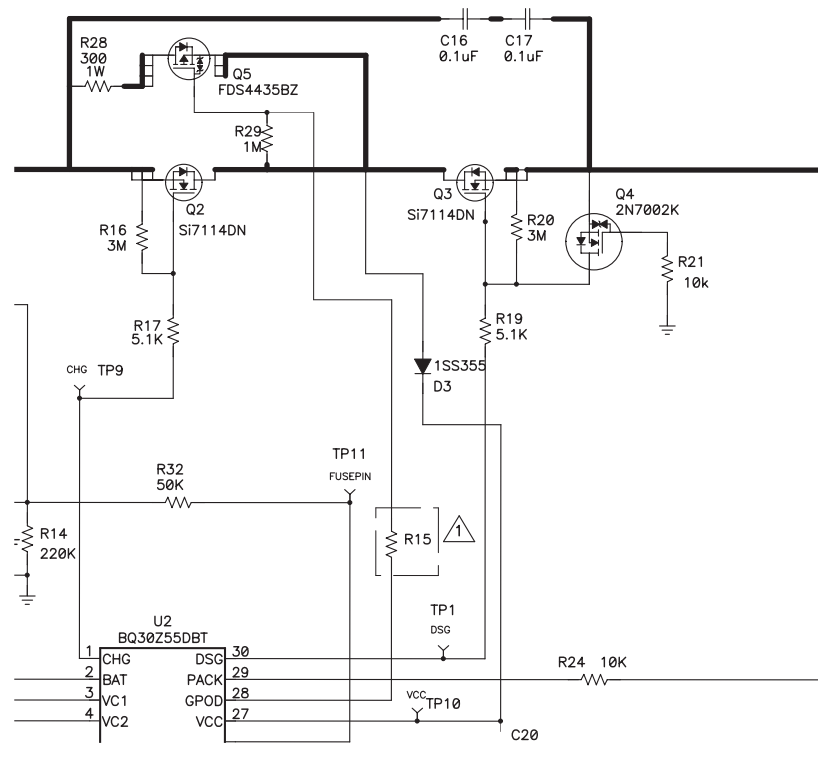 C16
0.1uF
C17
0.1uF
R28
300
1W
Q5
FDS4435BZ
R29
1M
Q2
Si7114DN
Q3
Si7114DN
Q4
2N7002K
R16
3M
R20
3M
R21
10k
R17
5.1K
R19
5.1K
CHG TP9
1SS355
D3
TP11
FUSEPIN
R32
50K
R14
220K
R15
1
TP1
DSG
U2
BQ30Z55DBT
1 CHG DSG 30
2 BAT PACK 29
3 VC1 GPOD 28
4 VC2 VCC 27
R24 10K
VCC TP10
C20